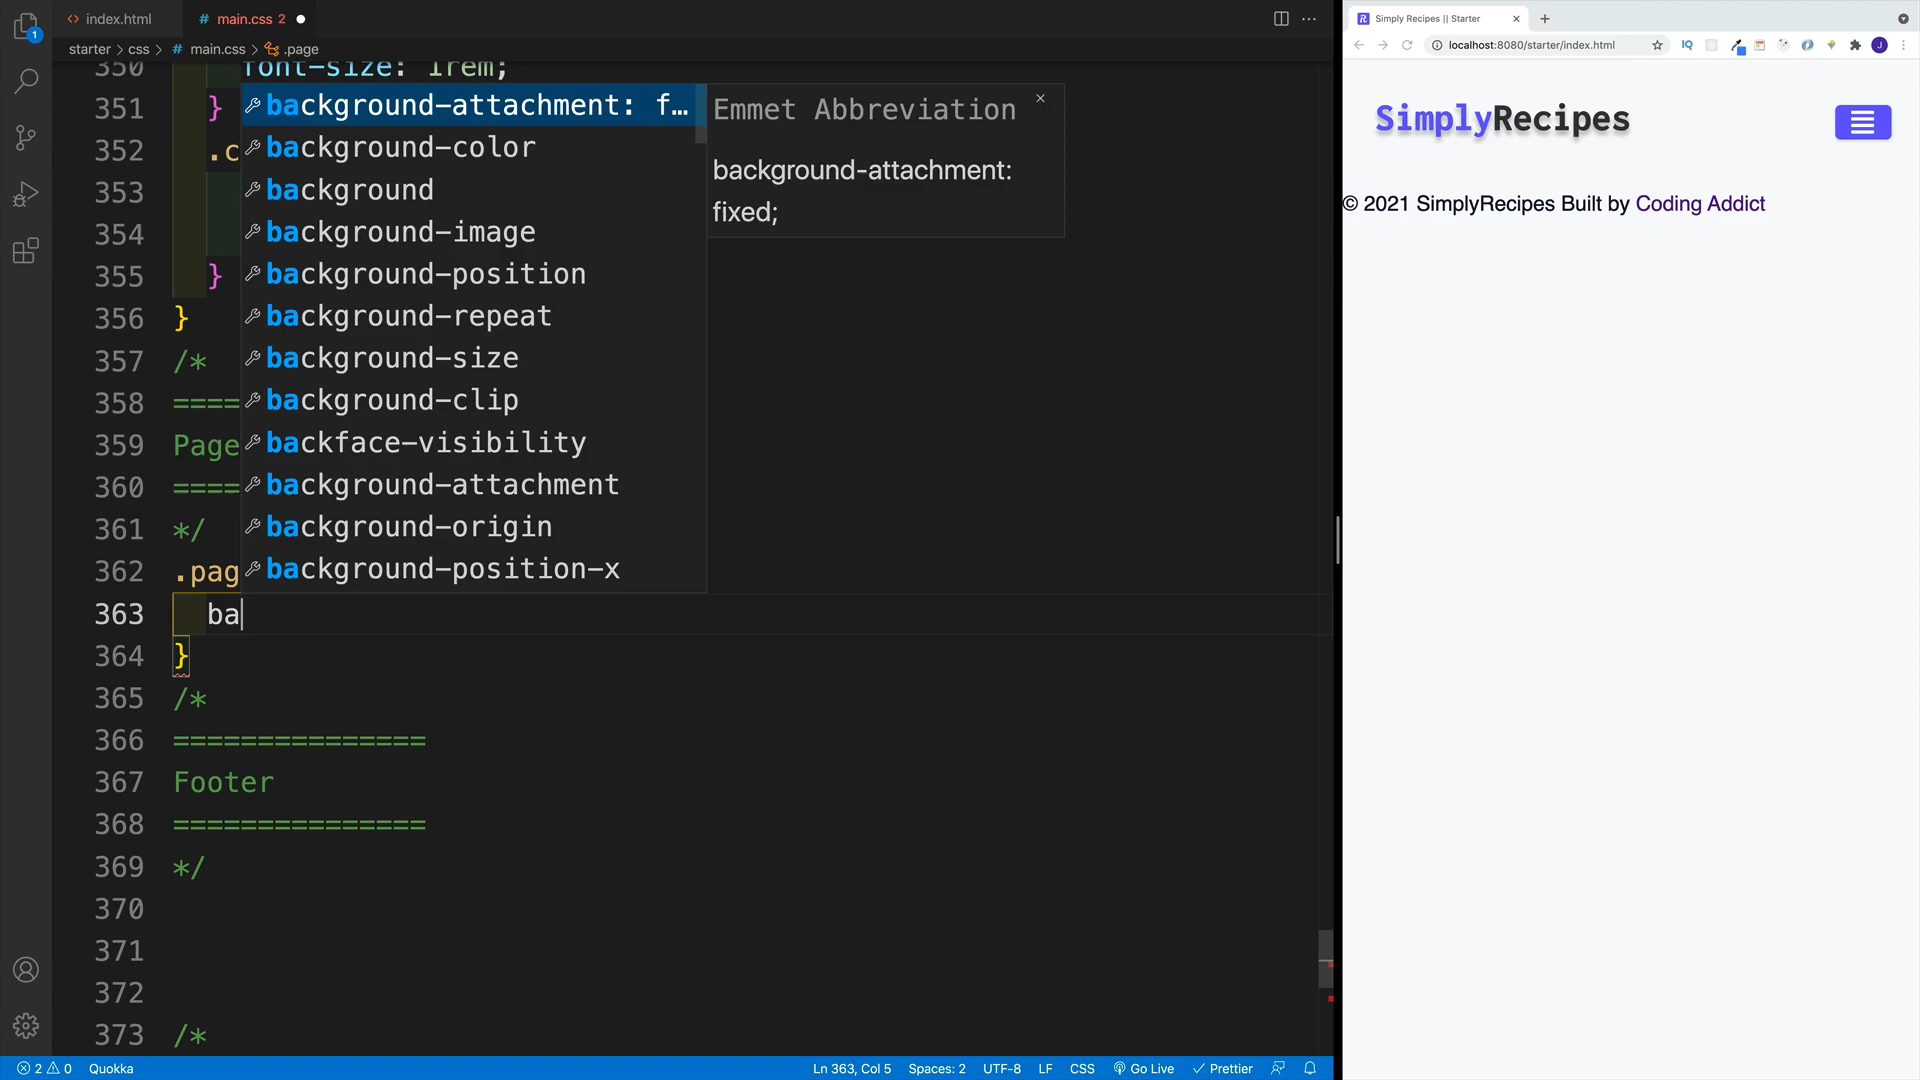 index.html
# main.css 2
starter > css > # main.css > .page
350 font-size: 1rem;
351 }
352 .c
353
354
355 }
356 }
357 /*
358 ====
359 Page
360 ====
361 */
362 .pag
363 ba
364 }
365 /*
366 ===============
367 Footer
368 ===============
369 */
370
371
372
373 /*
background-attachment: f…
background-color
background
background-image
background-position
background-repeat
background-size
background-clip
backface-visibility
background-attachment
background-origin
background-position-x
Emmet Abbreviation
background-attachment:
fixed;
1
2 0 Quokka
Ln 363, Col 5 Spaces: 2 UTF-8 LF CSS Go Live Prettier
Simply Recipes || Starter
localhost:8080/starter/index.html
IQ
J
SimplyRecipes
© 2021 SimplyRecipes Built by Coding Addict